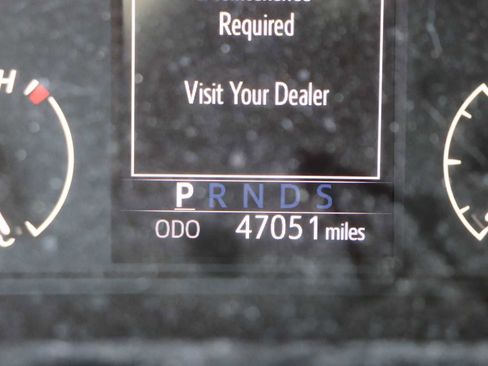 H
Required
Visit Your Dealer
P R N D S
ODO 47051 miles
C